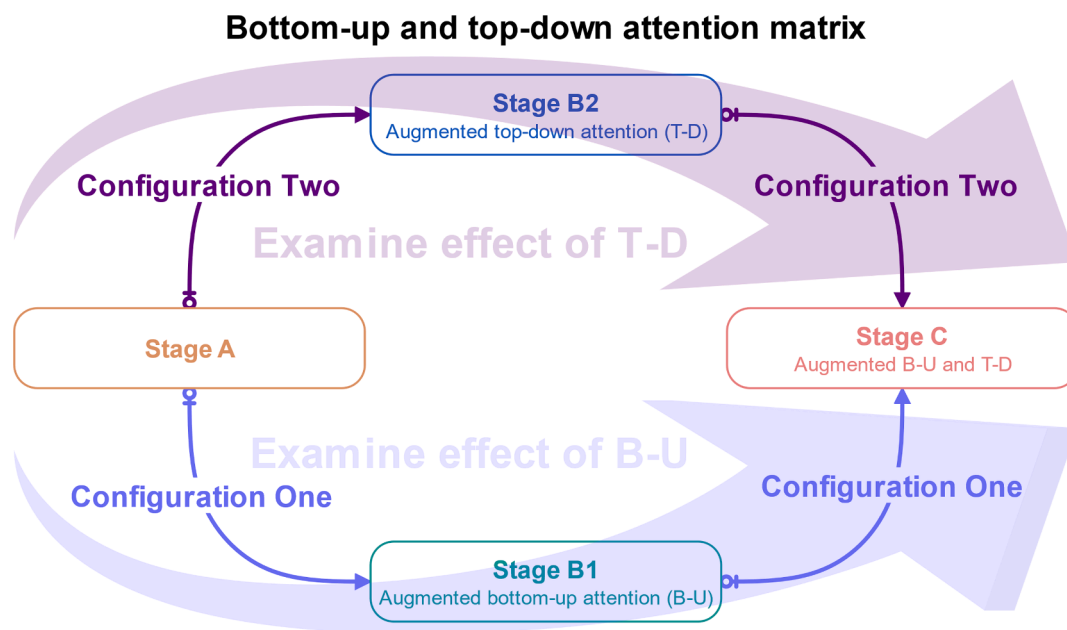 Bottom-up and top-down attention matrix
Stage B2
Augmented top-down attention (T-D)
Configuration Two
Configuration Two
Examine effect of T-D
Stage A
Stage C
Augmented B-U and T-D
Examine effect of B-U
Configuration One
Configuration One
Stage B1
Augmented bottom-up attention (B-U)